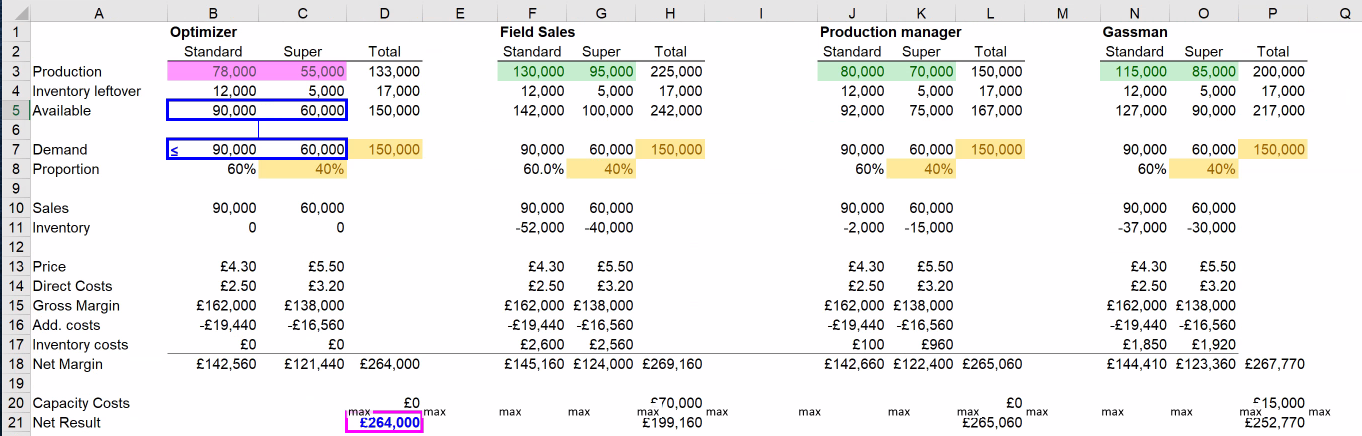 A B C D E F G H I J K L M N O P Q
1 Optimizer Field Sales Production manager Gassman
2 Standard Super Total Standard Super Total Standard Super Total Standard Super Total
3 Production 78,000 55,000 133,000 130,000 95,000 225,000 80,000 70,000 150,000 115,000 85,000 200,000
4 Inventory leftover 12,000 5,000 17,000 12,000 5,000 17,000 12,000 5,000 17,000 12,000 5,000 17,000
5 Available 90,000 60,000 150,000 142,000 100,000 242,000 92,000 75,000 167,000 127,000 90,000 217,000
6
7 Demand ≤ 90,000 60,000 150,000 90,000 60,000 150,000 90,000 60,000 150,000 90,000 60,000 150,000
8 Proportion 60% 40% 60.0% 40% 60% 40% 60% 40%
9
10 Sales 90,000 60,000 90,000 60,000 90,000 60,000 90,000 60,000
11 Inventory 0 0 -52,000 -40,000 -2,000 -15,000 -37,000 -30,000
12
13 Price £4.30 £5.50 £4.30 £5.50 £4.30 £5.50 £4.30 £5.50
14 Direct Costs £2.50 £3.20 £2.50 £3.20 £2.50 £3.20 £2.50 £3.20
15 Gross Margin £162,000 £138,000 £162,000 £138,000 £162,000 £138,000 £162,000 £138,000
16 Add. costs -£19,440 -£16,560 -£19,440 -£16,560 -£19,440 -£16,560 -£19,440 -£16,560
17 Inventory costs £0 £0 £2,600 £2,560 £100 £960 £1,850 £1,920
18 Net Margin £142,560 £121,440 £264,000 £145,160 £124,000 £269,160 £142,660 £122,400 £265,060 £144,410 £123,360 £267,770
19
20 Capacity Costs £0 £70,000 £0 £15,000
max max max max max max max max max max max max max max
21 Net Result £264,000 £199,160 £265,060 £252,770